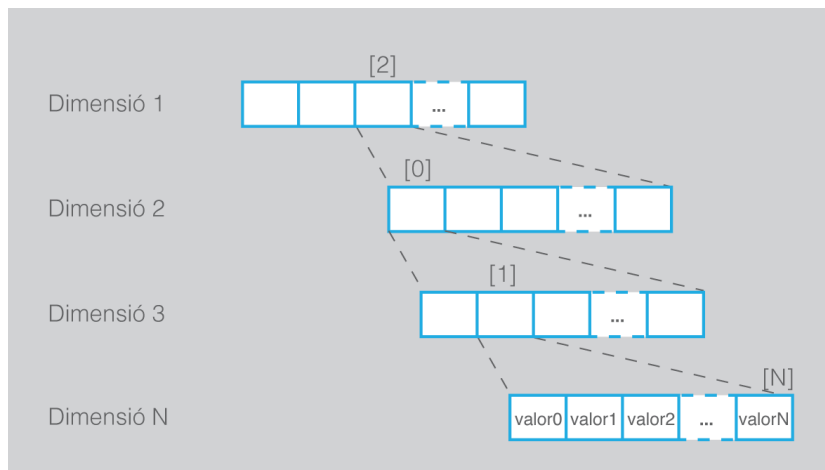 [2]
Dimensió 1
...
[0]
Dimensió 2
...
[1]
Dimensió 3
...
[N]
Dimensió N
valor0 valor1 valor2 ... valorN